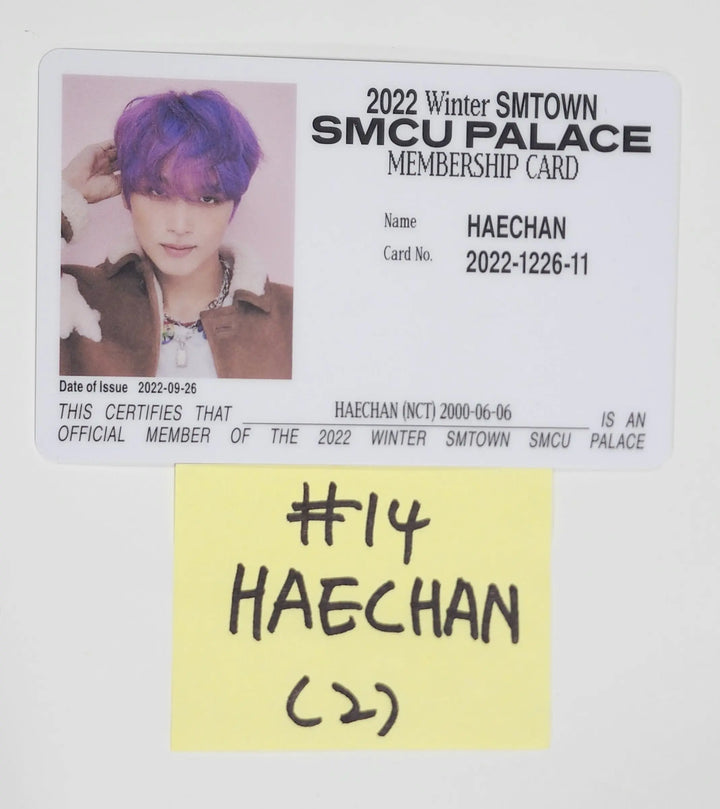 2022 Winter SMTOWN
SMCU PALACE
MEMBERSHIP CARD
Name HAECHAN
Card No. 2022-1226-11
Date of Issue 2022-09-26
THIS CERTIFIES THAT HAECHAN (NCT) 2000-06-06 IS AN
OFFICIAL MEMBER OF THE 2022 WINTER SMTOWN SMCU PALACE
#14
HAECHAN
(2)